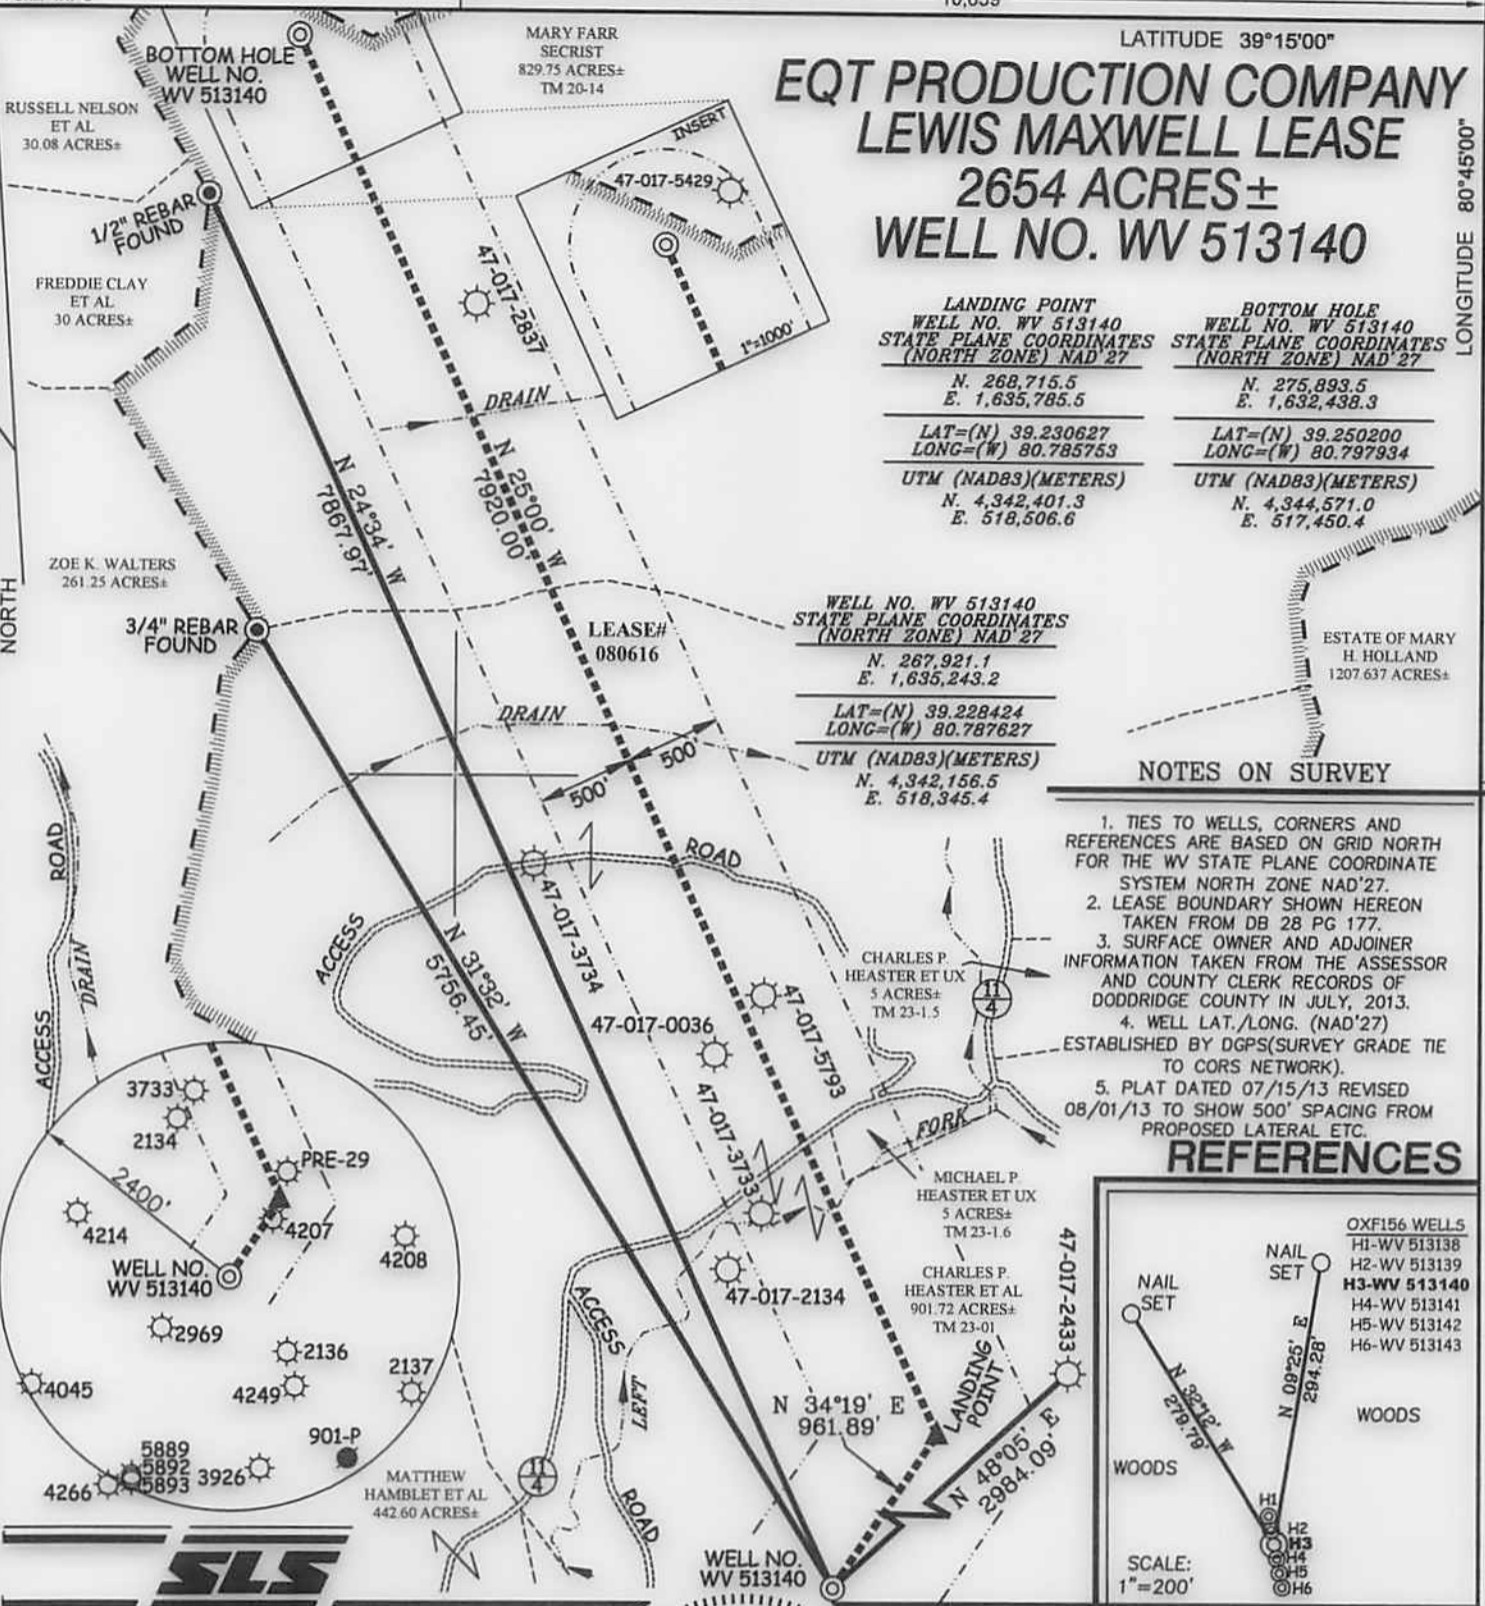 LATITUDE 39°15'00"
EQT PRODUCTION COMPANY
LEWIS MAXWELL LEASE
2654 ACRES±
WELL NO. WV 513140
LONGITUDE 80°45'00"
BOTTOM HOLE
WELL NO.
WV 513140
MARY FARR
SECRIST
829.75 ACRES±
TM 20-14
RUSSELL NELSON
ET AL
30.08 ACRES±
1/2" REBAR
FOUND
FREDDIE CLAY
ET AL
30 ACRES±
INSERT
47-017-5429
1"=1000'
47-017-2837
DRAIN
LANDING POINT
WELL NO. WV 513140
STATE PLANE COORDINATES
(NORTH ZONE) NAD'27
N. 268,715.5
E. 1,635,785.5
LAT=(N) 39.230627
LONG=(W) 80.785753
UTM (NAD83)(METERS)
N. 4,342,401.3
E. 518,506.6
BOTTOM HOLE
WELL NO. WV 513140
STATE PLANE COORDINATES
(NORTH ZONE) NAD'27
N. 275,893.5
E. 1,632,438.3
LAT=(N) 39.250200
LONG=(W) 80.797934
UTM (NAD83)(METERS)
N. 4,344,571.0
E. 517,450.4
N 24°34' W
7867.97'
N 25°00' W
7920.00'
ZOE K. WALTERS
261.25 ACRES±
NORTH
3/4" REBAR
FOUND
LEASE#
080616
WELL NO. WV 513140
STATE PLANE COORDINATES
(NORTH ZONE) NAD'27
N. 267,921.1
E. 1,635,243.2
LAT=(N) 39.228424
LONG=(W) 80.787627
UTM (NAD83)(METERS)
N. 4,342,156.5
E. 518,345.4
ESTATE OF MARY
H. HOLLAND
1207.637 ACRES±
DRAIN
500'
500'
NOTES ON SURVEY
1. TIES TO WELLS, CORNERS AND
REFERENCES ARE BASED ON GRID NORTH
FOR THE WV STATE PLANE COORDINATE
SYSTEM NORTH ZONE NAD'27.
2. LEASE BOUNDARY SHOWN HEREON
TAKEN FROM DB 28 PG 177.
3. SURFACE OWNER AND ADJOINER
INFORMATION TAKEN FROM THE ASSESSOR
AND COUNTY CLERK RECORDS OF
DODDRIDGE COUNTY IN JULY, 2013.
4. WELL LAT./LONG. (NAD'27)
ESTABLISHED BY DGPS(SURVEY GRADE TIE
TO CORS NETWORK).
5. PLAT DATED 07/15/13 REVISED
08/01/13 TO SHOW 500' SPACING FROM
PROPOSED LATERAL ETC.
ACCESS ROAD
DRAIN
ACCESS ROAD
47-017-3734
N 31°32' W
5756.45'
47-017-0036
47-017-5793
47-017-3733
47-017-2134
CHARLES P.
HEASTER ET UX
5 ACRES±
TM 23-1.5
11
4
FORK
MICHAEL P.
HEASTER ET UX
5 ACRES±
TM 23-1.6
CHARLES P.
HEASTER ET AL
901.72 ACRES±
TM 23-01
47-017-2433
3733
2134
PRE-29
2400'
4214
4207
4208
WELL NO.
WV 513140
2969
2136
2137
4045
4249
901-P
5889
5892
5893
3926
4266
ACCESS ROAD
LEFT
11
4
MATTHEW
HAMBLET ET AL
442.60 ACRES±
N 34°19' E
961.89'
LANDING
POINT
N 48°05' E
2984.09'
WELL NO.
WV 513140
SLS
REFERENCES
OXF156 WELLS
H1-WV 513138
H2-WV 513139
H3-WV 513140
H4-WV 513141
H5-WV 513142
H6-WV 513143
NAIL
SET
NAIL
SET
N 32°12' W
279.79'
N 09°25' E
294.28'
WOODS
WOODS
H1
H2
H3
H4
H5
H6
SCALE:
1"=200'